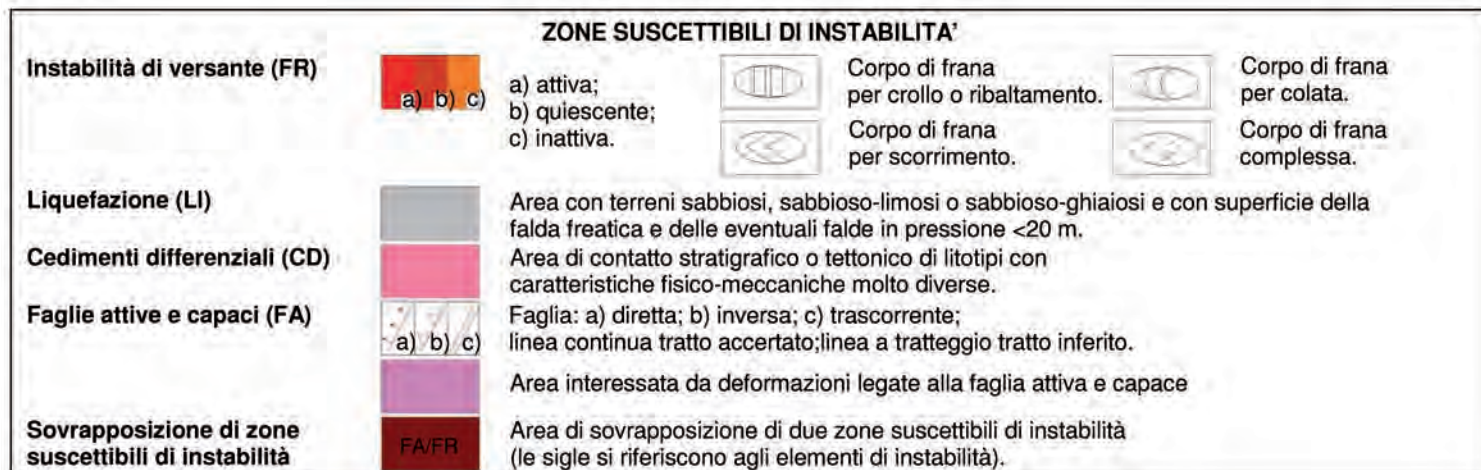 ZONE SUSCETTIBILI DI INSTABILITA'
Instabilità di versante (FR)
a) b) c)
a) attiva;
b) quiescente;
c) inattiva.
Corpo di frana
per crollo o ribaltamento.
Corpo di frana
per colata.
Corpo di frana
per scorrimento.
Corpo di frana
complessa.
Liquefazione (LI)
Area con terreni sabbiosi, sabbioso-limosi o sabbioso-ghiaiosi e con superficie della
falda freatica e delle eventuali falde in pressione <20 m.
Cedimenti differenziali (CD)
Area di contatto stratigrafico o tettonico di litotipi con
caratteristiche fisico-meccaniche molto diverse.
Faglie attive e capaci (FA)
a) b) c)
Faglia: a) diretta; b) inversa; c) trascorrente;
linea continua tratto accertato;linea a tratteggio tratto inferito.
Area interessata da deformazioni legate alla faglia attiva e capace
Sovrapposizione di zone
suscettibili di instabilità
FA/FR
Area di sovrapposizione di due zone suscettibili di instabilità
(le sigle si riferiscono agli elementi di instabilità).